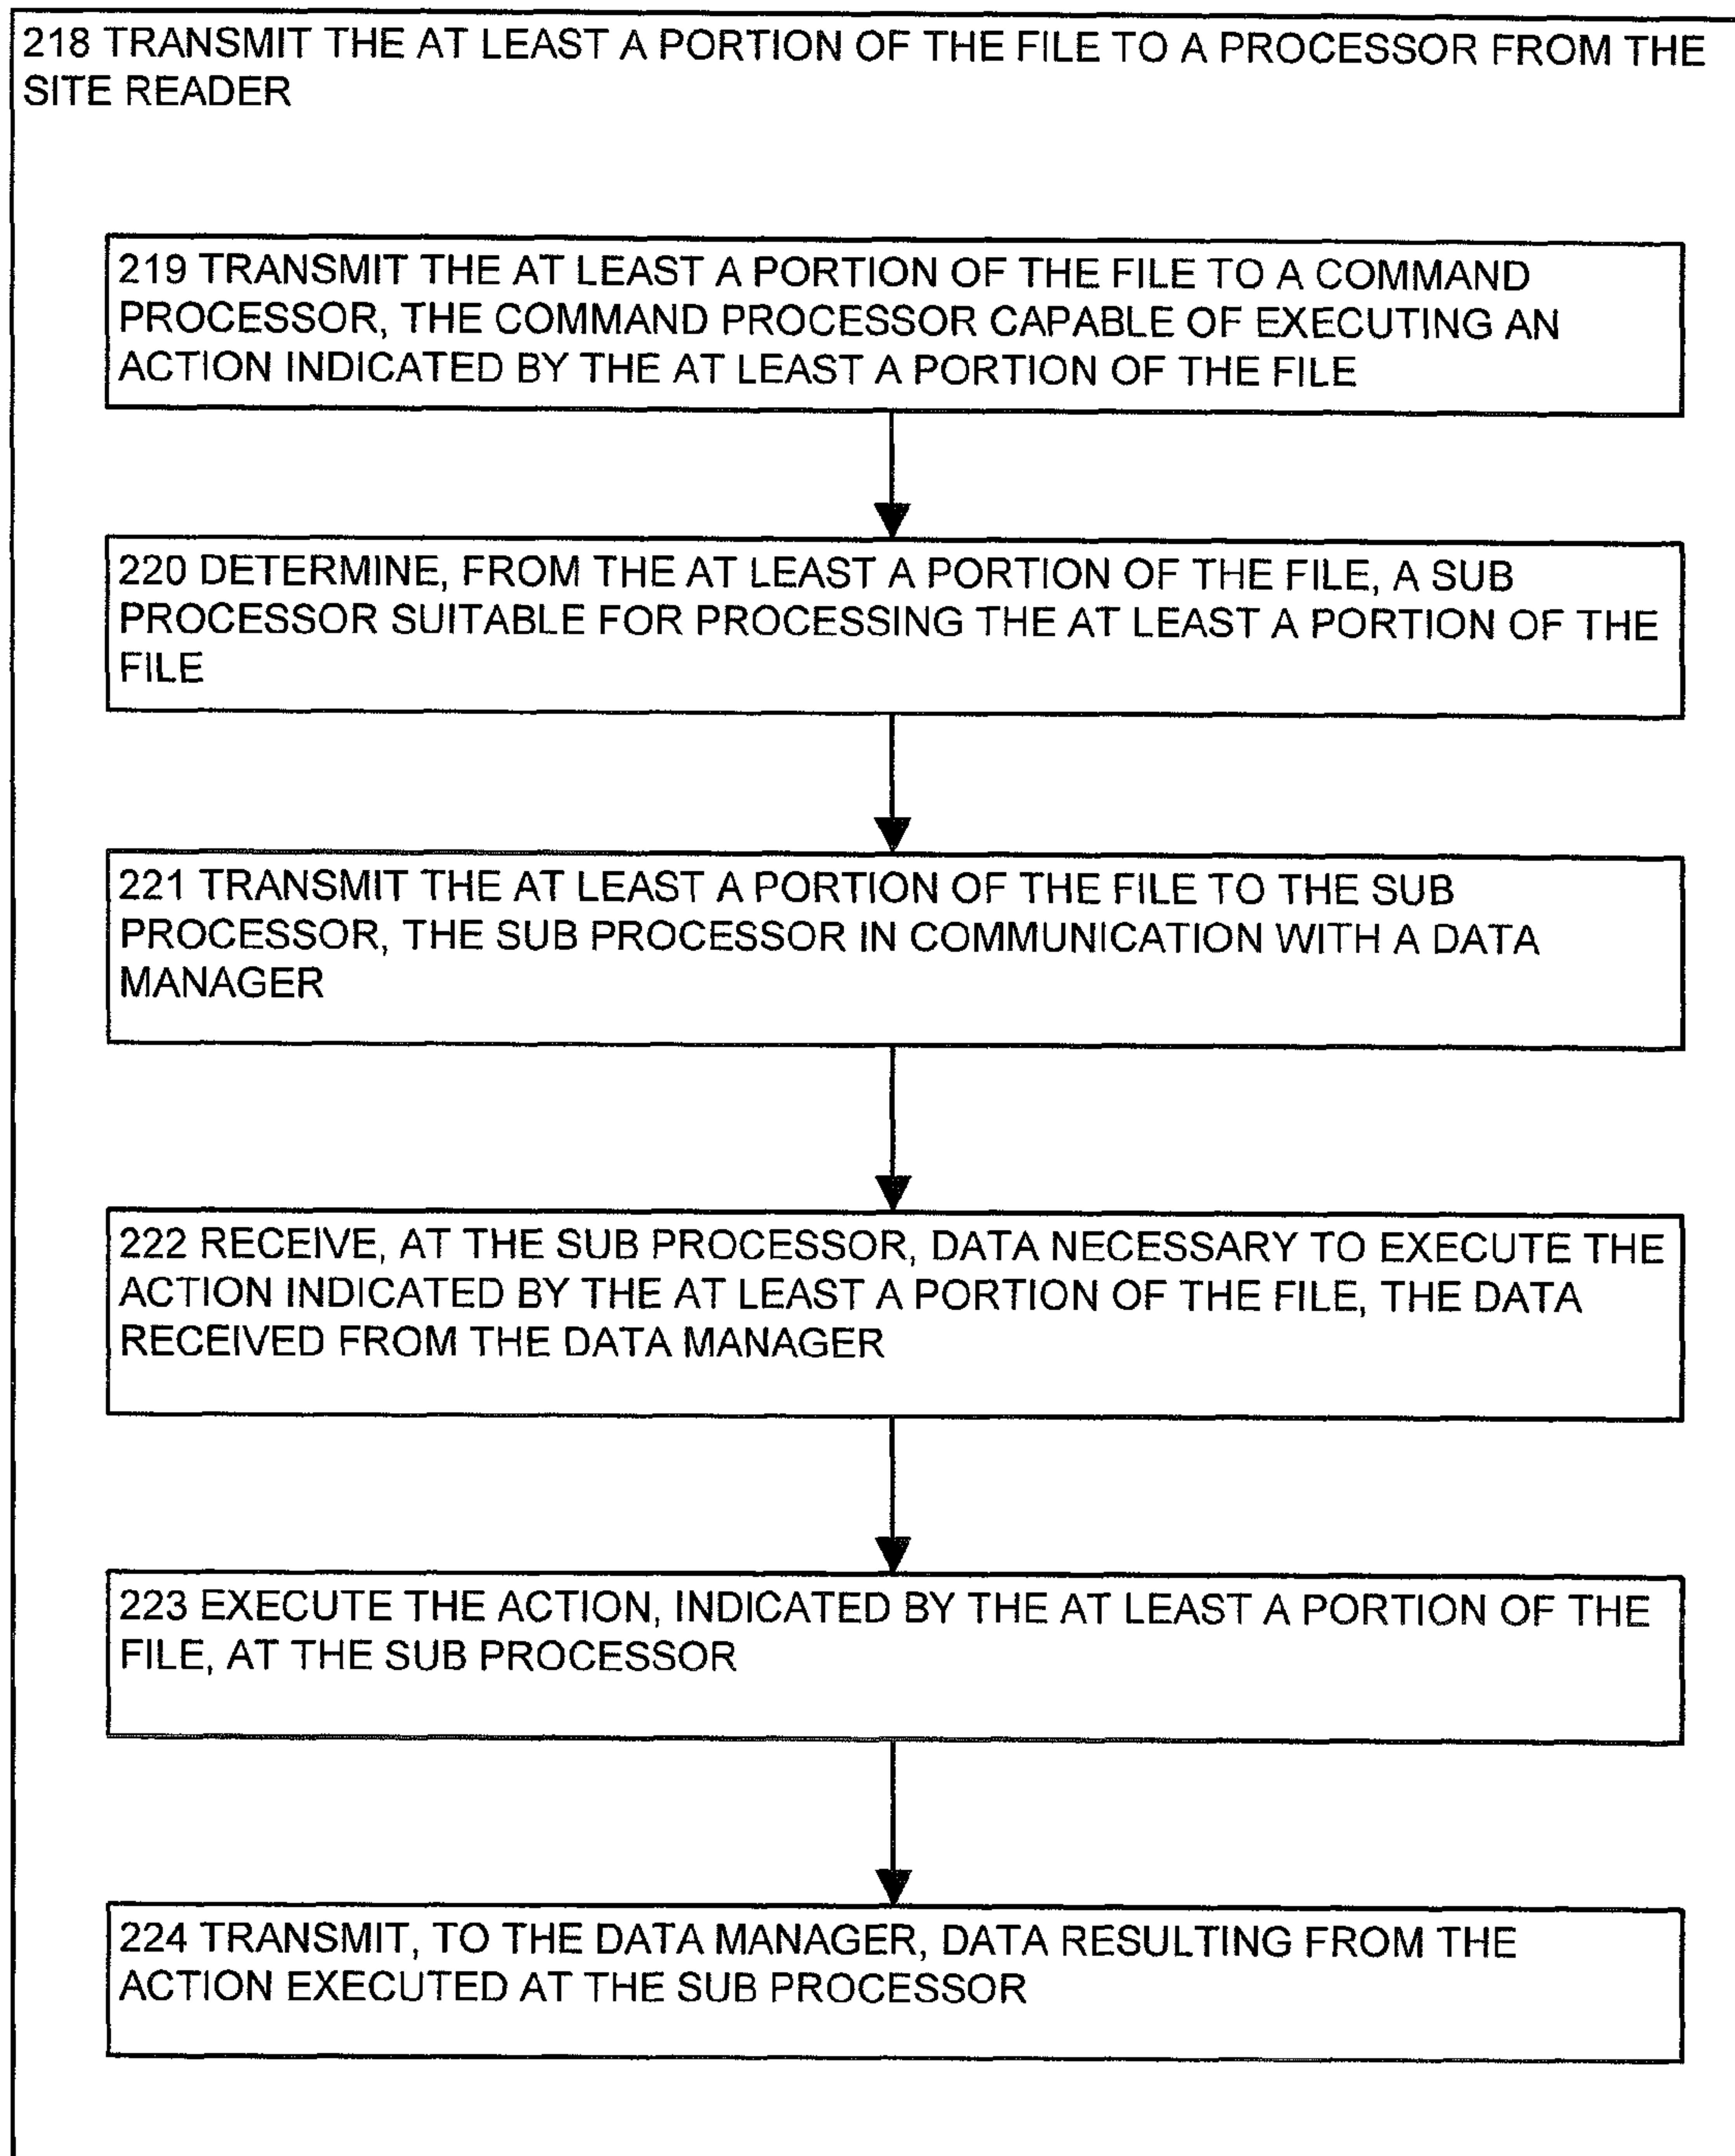 218 TRANSMIT THE AT LEAST A PORTION OF THE FILE TO A PROCESSOR FROM THE
SITE READER
219 TRANSMIT THE AT LEAST A PORTION OF THE FILE TO A COMMAND
PROCESSOR, THE COMMAND PROCESSOR CAPABLE OF EXECUTING AN
ACTION INDICATED BY THE AT LEAST A PORTION OF THE FILE
220 DETERMINE, FROM THE AT LEAST A PORTION OF THE FILE, A SUB
PROCESSOR SUITABLE FOR PROCESSING THE AT LEAST A PORTION OF THE
FILE
221 TRANSMIT THE AT LEAST A PORTION OF THE FILE TO THE SUB
PROCESSOR, THE SUB PROCESSOR IN COMMUNICATION WITH A DATA
MANAGER
222 RECEIVE, AT THE SUB PROCESSOR, DATA NECESSARY TO EXECUTE THE
ACTION INDICATED BY THE AT LEAST A PORTION OF THE FILE, THE DATA
RECEIVED FROM THE DATA MANAGER
223 EXECUTE THE ACTION, INDICATED BY THE AT LEAST A PORTION OF THE
FILE, AT THE SUB PROCESSOR
224 TRANSMIT, TO THE DATA MANAGER, DATA RESULTING FROM THE
ACTION EXECUTED AT THE SUB PROCESSOR